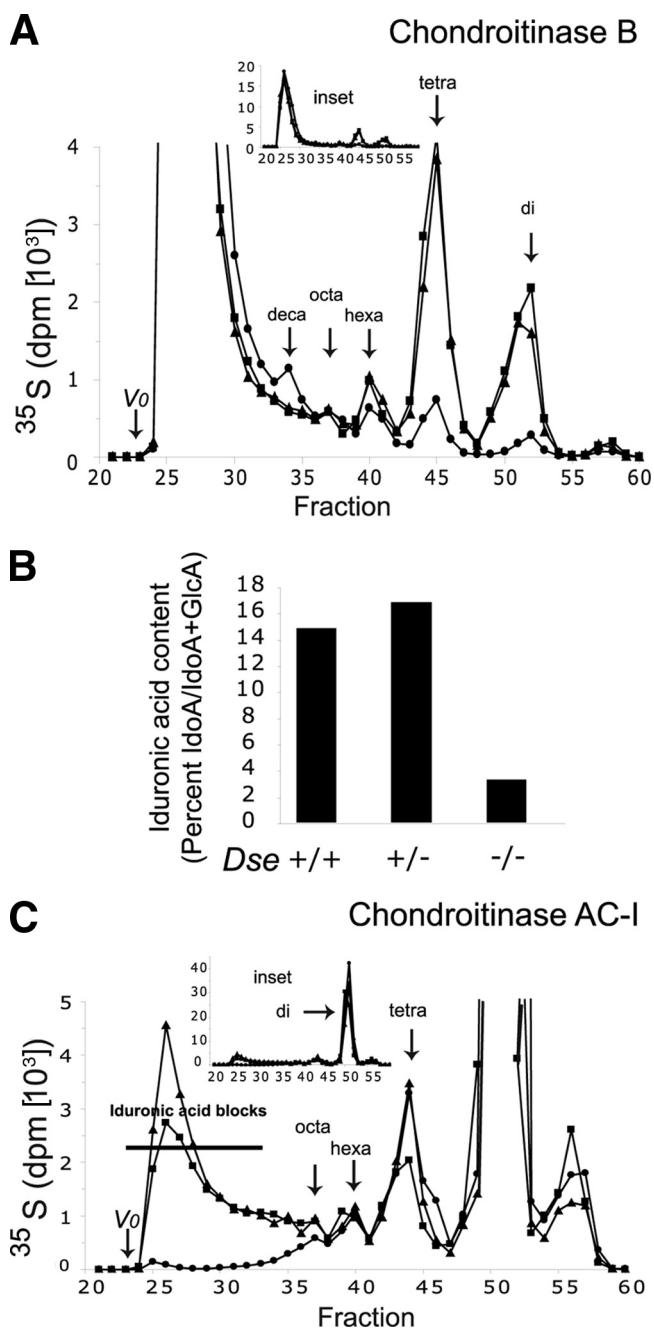 A
Chondroitinase B
20
15
10
5
0
inset
20 25 30 35 40 45 50 55
tetra
di
deca
octa
hexa
V0
4
3
2
1
0
35 S (dpm [10³])
20 25 30 35 40 45 50 55 60
Fraction
B
Iduronic acid content
(Percent IdoA/IdoA+GlcA)
18
16
14
12
10
8
6
4
2
0
Dse +/+ +/- -/-
C
Chondroitinase AC-I
40
30
20
10
0
inset
di
20 25 30 35 40 45 50 55
tetra
Iduronic acid blocks
octa
hexa
V0
5
4
3
2
1
0
35 S (dpm [10³])
20 25 30 35 40 45 50 55 60
Fraction